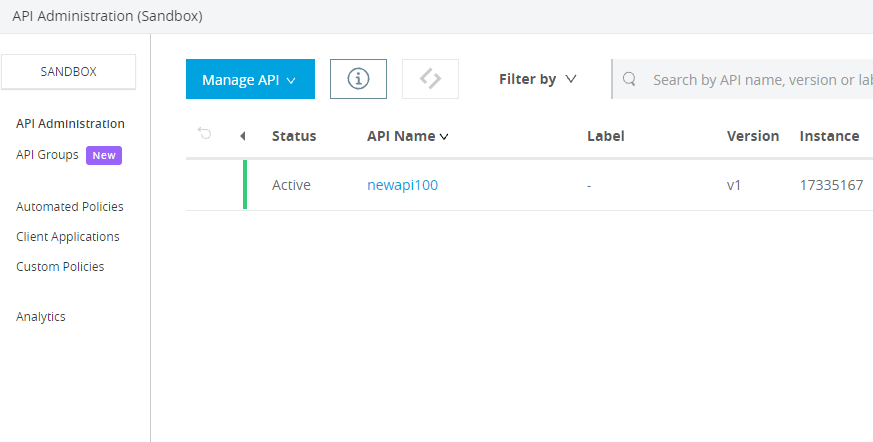 API Administration (Sandbox)
SANDBOX
API Administration
API Groups New
Automated Policies
Client Applications
Custom Policies
Analytics
Manage API
Filter by
Search by API name, version or lab
Status API Name Label Version Instance
Active newapi100 - v1 17335167